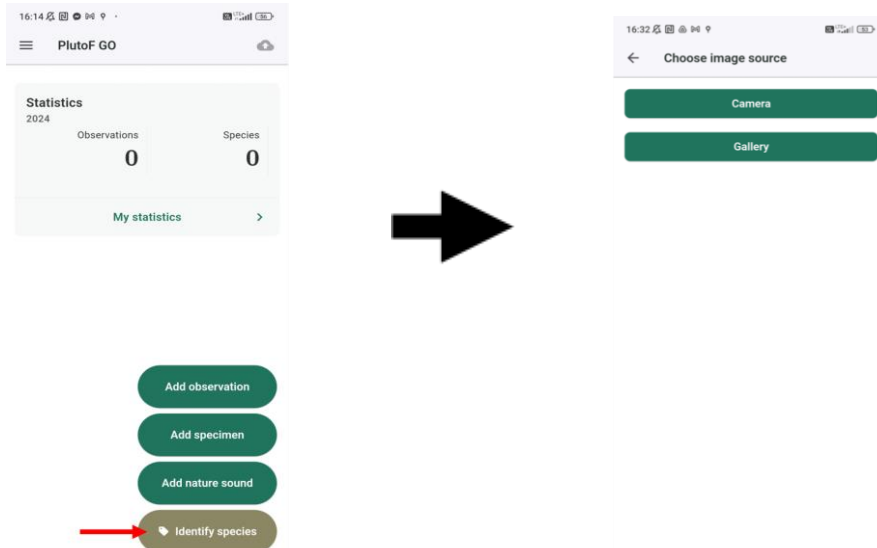 16:14
PlutoF GO
Statistics
2024
Observations Species
0 0
My statistics
Add observation
Add specimen
Add nature sound
Identify species
16:32
Choose image source
Camera
Gallery